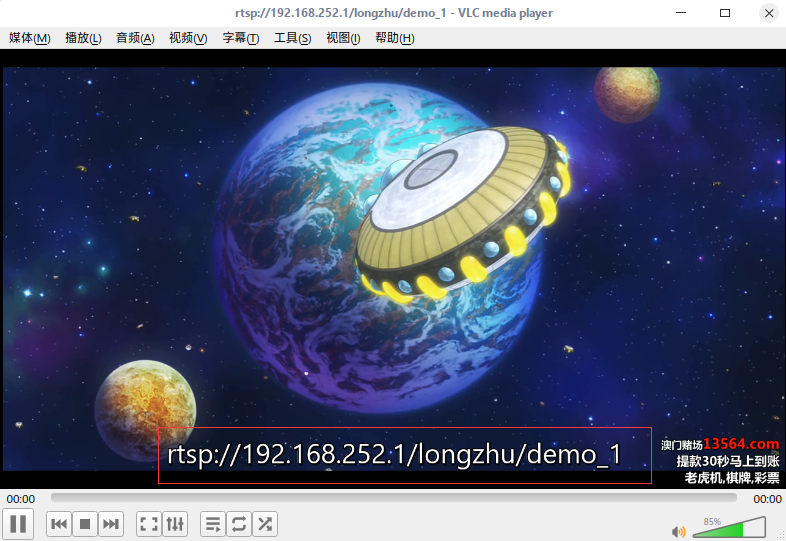 rtsp://192.168.252.1/longzhu/demo_1 - VLC media player
媒体(M) 播放(L) 音频(A) 视频(V) 字幕(T) 工具(S) 视图(I) 帮助(H)
rtsp://192.168.252.1/longzhu/demo_1
澳门赌场13564.com
提款30秒马上到账
老虎机,棋牌,彩票
00:00 00:00
85%